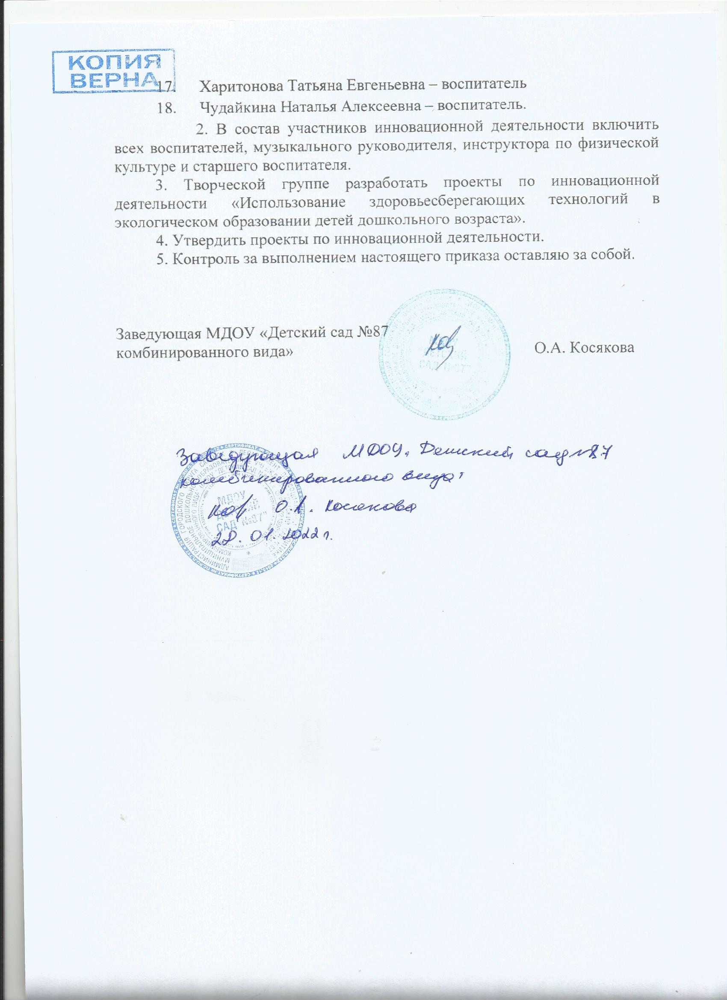 КОПИЯ
ВЕРНА
17. Харитонова Татьяна Евгеньевна – воспитатель
18. Чудайкина Наталья Алексеевна – воспитатель.
2. В состав участников инновационной деятельности включить
всех воспитателей, музыкального руководителя, инструктора по физической
культуре и старшего воспитателя.
3. Творческой группе разработать проекты по инновационной
деятельности «Использование здоровьесберегающих технологий в
экологическом образовании детей дошкольного возраста».
4. Утвердить проекты по инновационной деятельности.
5. Контроль за выполнением настоящего приказа оставляю за собой.
Заведующая МДОУ «Детский сад №87
комбинированного вида»
О.А. Косякова
САД №87"
Заведующая МДОУ „Детский сад №87
комбинированного вида"
О.А. Косякова
28.01.2022 г.
МДОУ
САД №87"